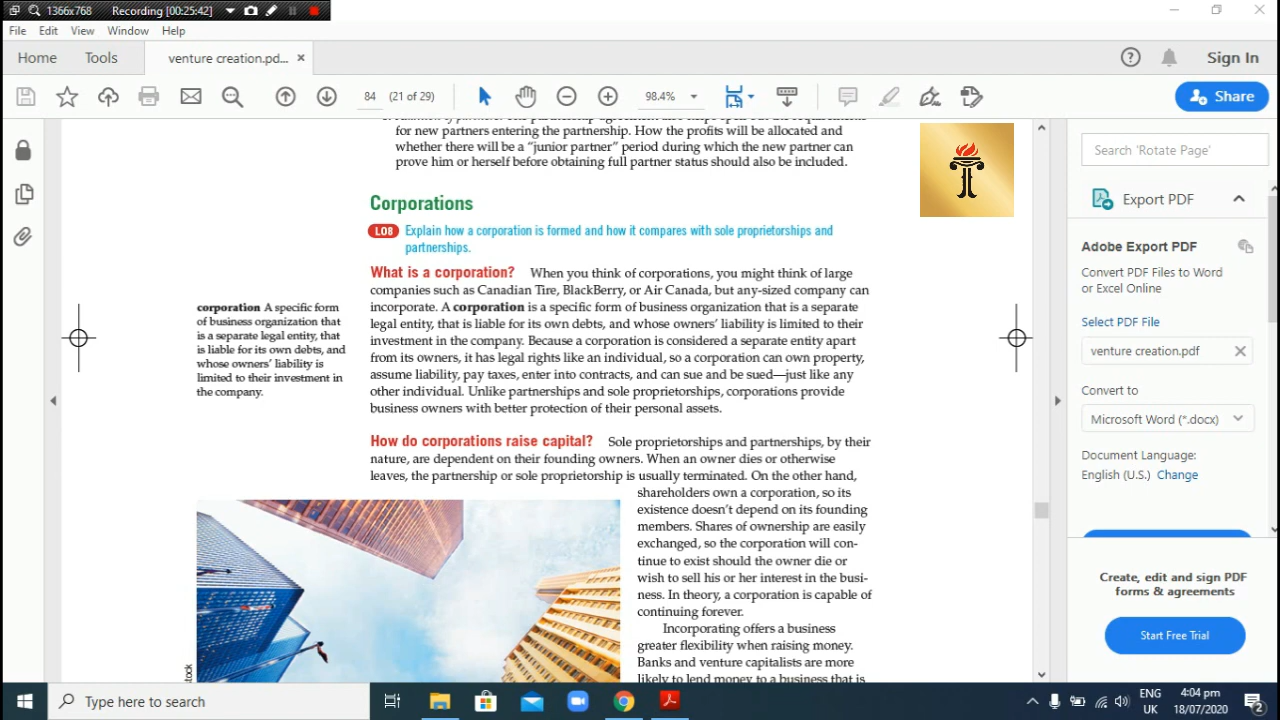 1366x768 Recording [00:25:42]
File Edit View Window Help
Home Tools venture creation.pd... × Sign In
84 (21 of 29) 98.4% Share
for new partners entering the partnership. How the profits will be allocated and
whether there will be a “junior partner” period during which the new partner can
prove him or herself before obtaining full partner status should also be included.
Corporations
LO8 Explain how a corporation is formed and how it compares with sole proprietorships and
partnerships.
What is a corporation? When you think of corporations, you might think of large
companies such as Canadian Tire, BlackBerry, or Air Canada, but any-sized company can
incorporate. A corporation is a specific form of business organization that is a separate
legal entity, that is liable for its own debts, and whose owners’ liability is limited to their
investment in the company. Because a corporation is considered a separate entity apart
from its owners, it has legal rights like an individual, so a corporation can own property,
assume liability, pay taxes, enter into contracts, and can sue and be sued—just like any
other individual. Unlike partnerships and sole proprietorships, corporations provide
business owners with better protection of their personal assets.
corporation A specific form
of business organization that
is a separate legal entity, that
is liable for its own debts, and
whose owners’ liability is
limited to their investment in
the company.
How do corporations raise capital? Sole proprietorships and partnerships, by their
nature, are dependent on their founding owners. When an owner dies or otherwise
leaves, the partnership or sole proprietorship is usually terminated. On the other hand,
shareholders own a corporation, so its
existence doesn’t depend on its founding
members. Shares of ownership are easily
exchanged, so the corporation will con-
tinue to exist should the owner die or
wish to sell his or her interest in the busi-
ness. In theory, a corporation is capable of
continuing forever.
Incorporating offers a business
greater flexibility when raising money.
Banks and venture capitalists are more
likely to lend money to a business that is
Search 'Rotate Page'
Export PDF
Adobe Export PDF
Convert PDF Files to Word
or Excel Online
Select PDF File
venture creation.pdf
Convert to
Microsoft Word (*.docx)
Document Language:
English (U.S.) Change
Create, edit and sign PDF
forms & agreements
Start Free Trial
Type here to search
ENG
UK
4:04 pm
18/07/2020
2